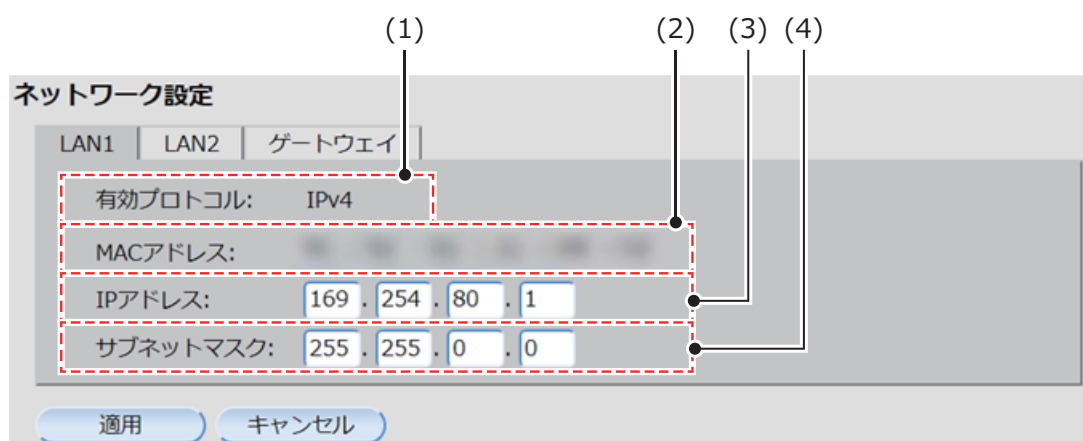 (1) (2) (3) (4)
ネットワーク設定
LAN1 LAN2 ゲートウェイ
有効プロトコル: IPv4
MACアドレス:
IPアドレス: 169 . 254 . 80 . 1
サブネットマスク: 255 . 255 . 0 . 0
適用 キャンセル